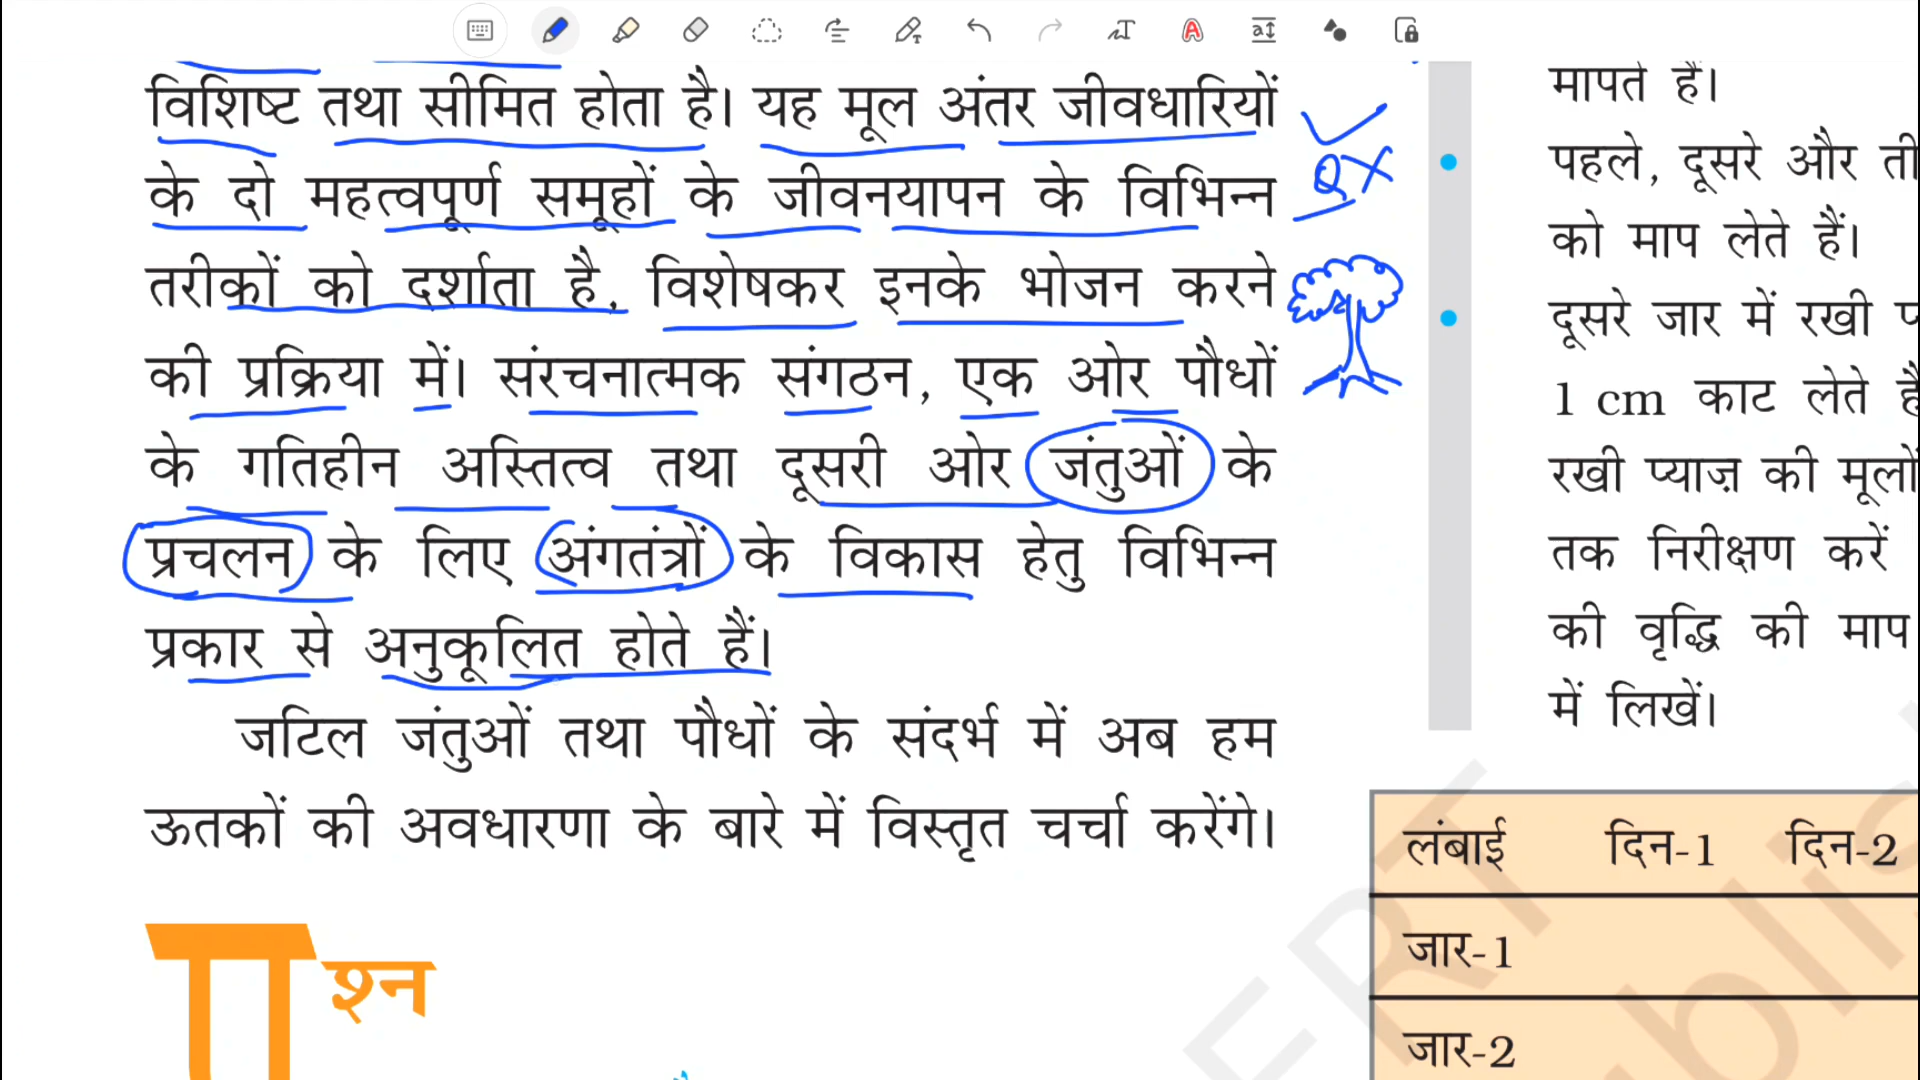 विशिष्ट तथा सीमित होता है। यह मूल अंतर जीवधारियों
के दो महत्वपूर्ण समूहों के जीवनयापन के विभिन्न
तरीकों को दर्शाता है, विशेषकर इनके भोजन करने
की प्रक्रिया में। संरचनात्मक संगठन, एक ओर पौधों
के गतिहीन अस्तित्व तथा दूसरी ओर जंतुओं के
प्रचलन के लिए अंगतंत्रों के विकास हेतु विभिन्न
प्रकार से अनुकूलित होते हैं।
जटिल जंतुओं तथा पौधों के संदर्भ में अब हम
ऊतकों की अवधारणा के बारे में विस्तृत चर्चा करेंगे।
प्रश्न
मापते हैं।
पहले, दूसरे और
को माप लेते हैं।
दूसरे जार में रखी
1 cm काट लेते
रखी प्याज़ की मूलों
तक निरीक्षण करें
की वृद्धि की माप
में लिखें।
लंबाई दिन-1 दिन-2
जार-1
जार-2